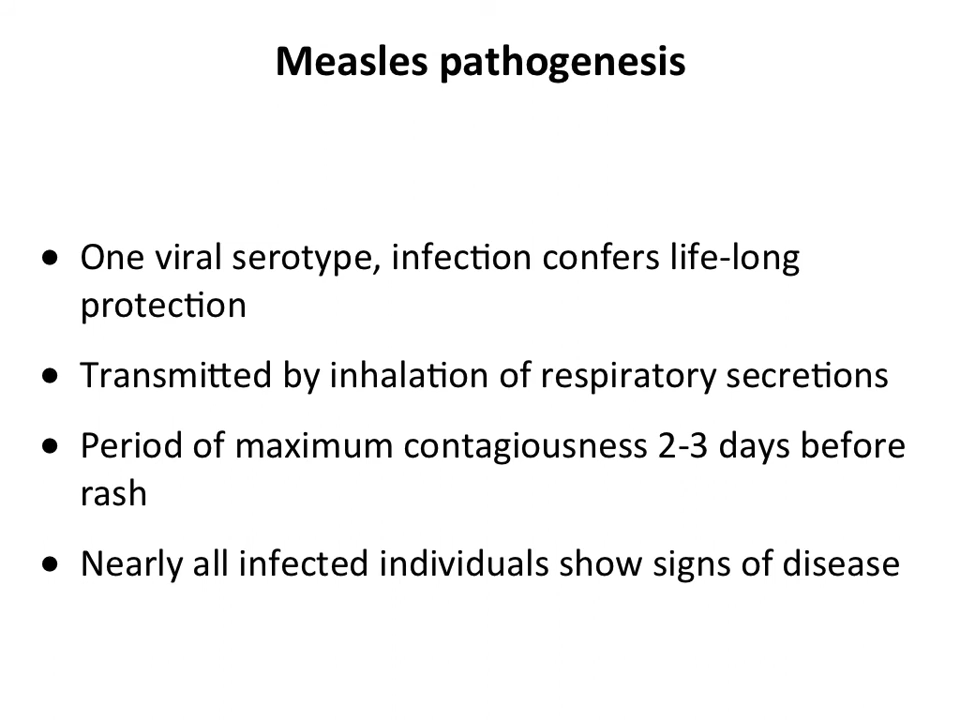 Measles pathogenesis
● One viral serotype, infection confers life-long
protection
● Transmitted by inhalation of respiratory secretions
● Period of maximum contagiousness 2-3 days before
rash
● Nearly all infected individuals show signs of disease